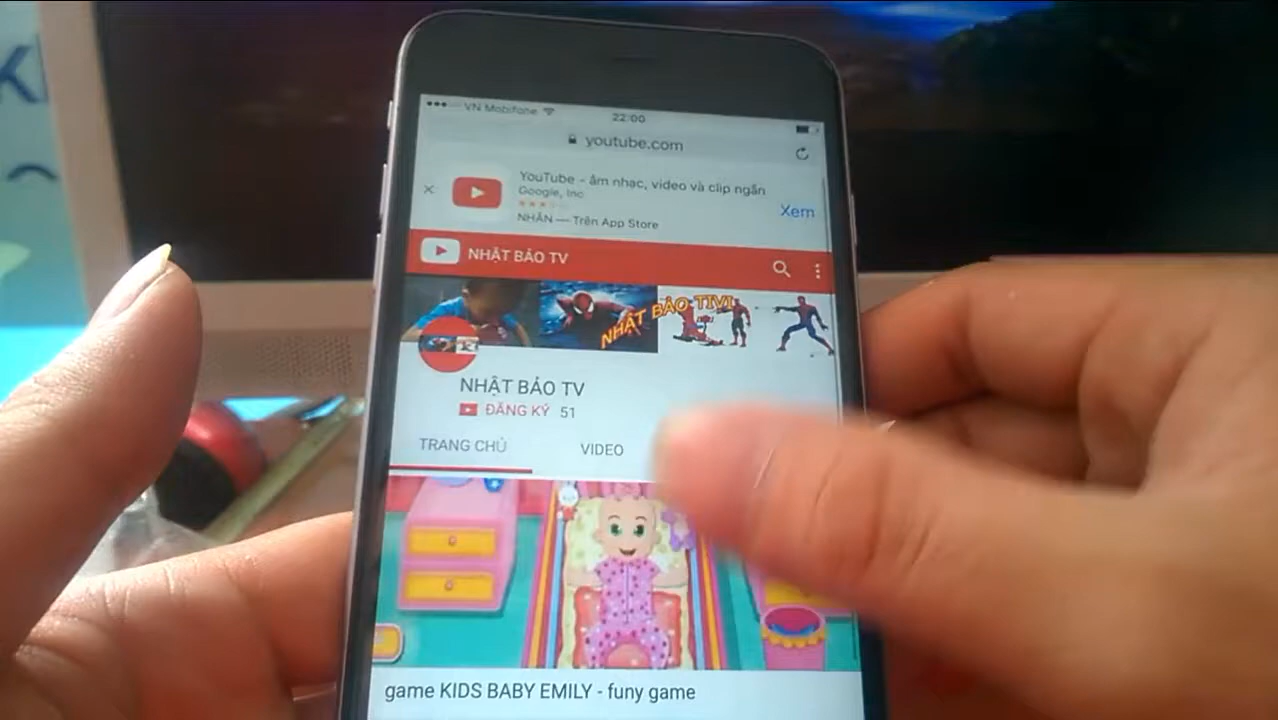 VN Mobifone
22:00
youtube.com
YouTube - âm nhạc, video và clip ngắn
Google, Inc
NHẬN — Trên App Store
Xem
NHẬT BẢO TV
NHẬT BẢO TIVI
NHẬT BẢO TV
ĐĂNG KÝ 51
TRANG CHỦ
VIDEO
game KIDS BABY EMILY - funy game